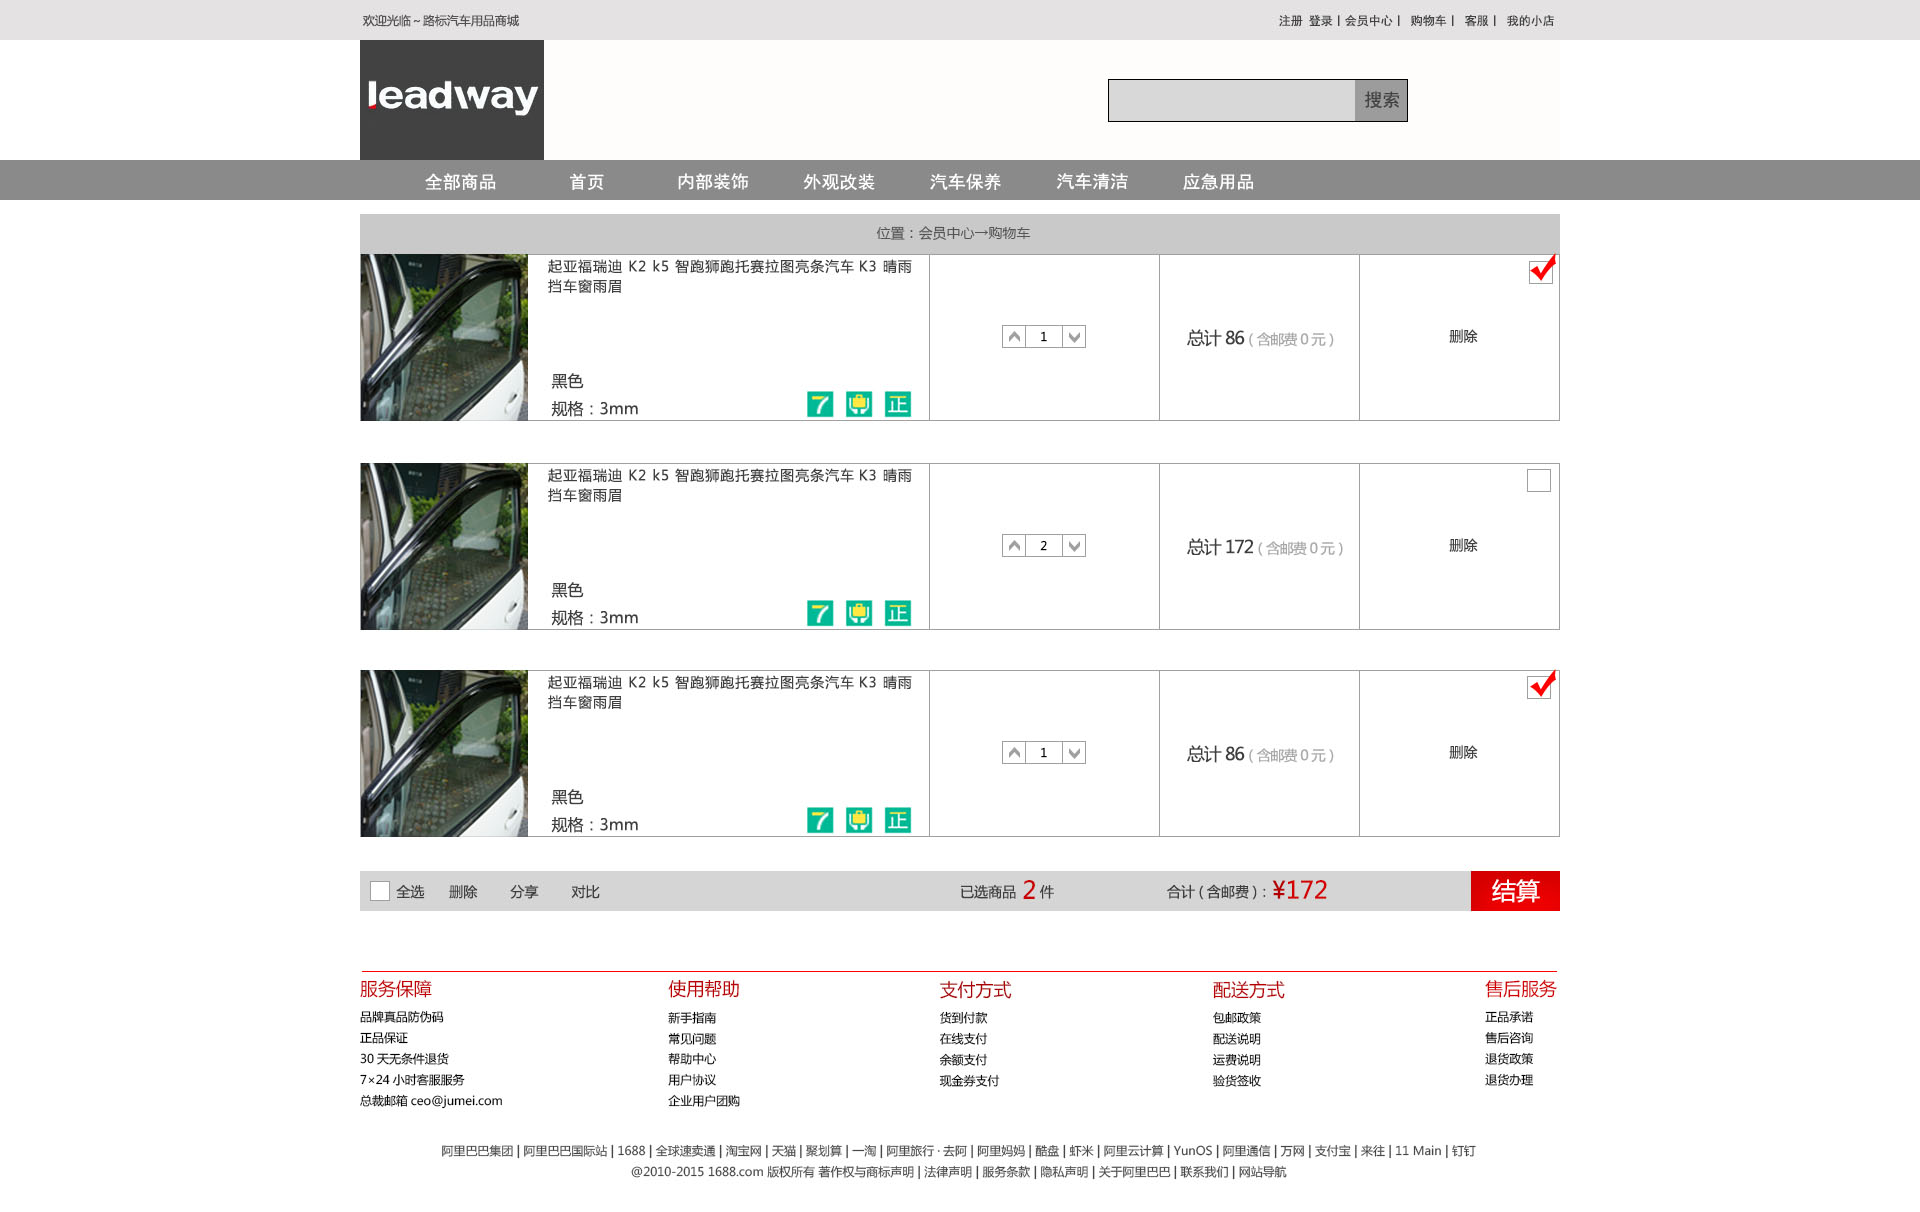 欢迎光临～路标汽车用品商城
注册 登录 | 会员中心 | 购物车 | 客服 | 我的小店
leadway
搜索
全部商品 首页 内部装饰 外观改装 汽车保养 汽车清洁 应急用品
位置：会员中心→购物车
起亚福瑞迪 K2 k5 智跑狮跑托赛拉图亮条汽车 K3 晴雨
挡车窗雨眉
1
总计 86 ( 含邮费 0 元 )
删除
黑色
规格：3mm
7 正
起亚福瑞迪 K2 k5 智跑狮跑托赛拉图亮条汽车 K3 晴雨
挡车窗雨眉
2
总计 172 ( 含邮费 0 元 )
删除
黑色
规格：3mm
7 正
起亚福瑞迪 K2 k5 智跑狮跑托赛拉图亮条汽车 K3 晴雨
挡车窗雨眉
1
总计 86 ( 含邮费 0 元 )
删除
黑色
规格：3mm
7 正
全选 删除 分享 对比 已选商品 2 件 合计 ( 含邮费 )：¥172 结算
服务保障
品牌真品防伪码
正品保证
30 天无条件退货
7×24 小时客服服务
总裁邮箱 ceo@jumei.com
使用帮助
新手指南
常见问题
帮助中心
用户协议
企业用户团购
支付方式
货到付款
在线支付
余额支付
现金券支付
配送方式
包邮政策
配送说明
运费说明
验货签收
售后服务
正品承诺
售后咨询
退货政策
退货办理
阿里巴巴集团 | 阿里巴巴国际站 | 1688 | 全球速卖通 | 淘宝网 | 天猫 | 聚划算 | 一淘 | 阿里旅行 · 去阿 | 阿里妈妈 | 酷盘 | 虾米 | 阿里云计算 | YunOS | 阿里通信 | 万网 | 支付宝 | 来往 | 11 Main | 钉钉
@2010-2015 1688.com 版权所有 著作权与商标声明 | 法律声明 | 服务条款 | 隐私声明 | 关于阿里巴巴 | 联系我们 | 网站导航